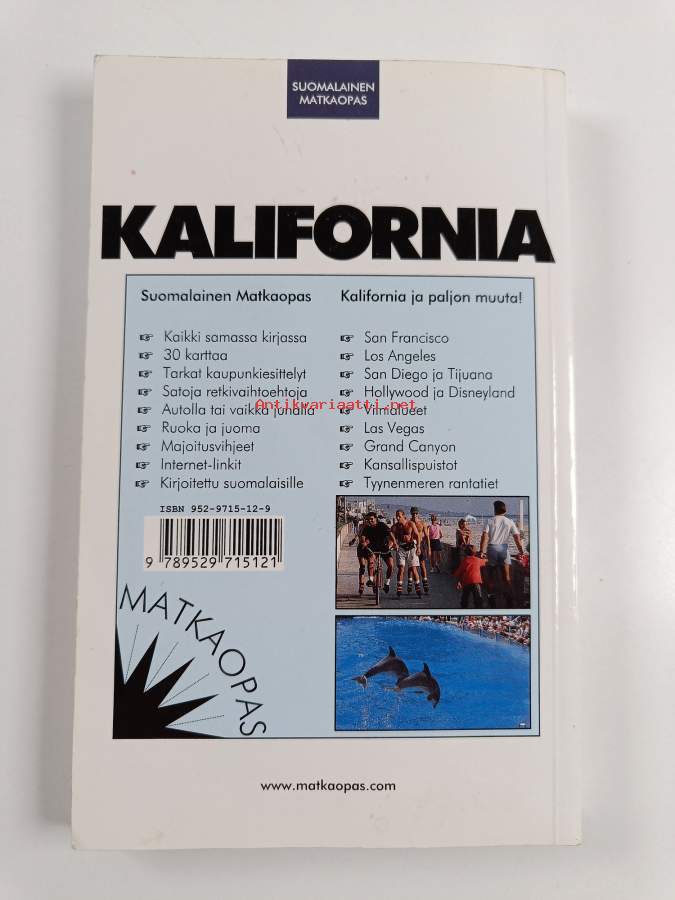 SUOMALAINEN
MATKAOPAS
KALIFORNIA
Suomalainen Matkaopas
☞ Kaikki samassa kirjassa
☞ 30 karttaa
☞ Tarkat kaupunkiesittelyt
☞ Satoja retkivaihtoehtoja
☞ Autolla tai vaikka junalla
☞ Ruoka ja juoma
☞ Majoitusvihjeet
☞ Internet-linkit
☞ Kirjoitettu suomalaisille
Kalifornia ja paljon muuta!
☞ San Francisco
☞ Los Angeles
☞ San Diego ja Tijuana
☞ Hollywood ja Disneyland
☞ Viinialueet
☞ Las Vegas
☞ Grand Canyon
☞ Kansallispuistot
☞ Tyynenmeren rantatiet
Antikvariaatti.net
ISBN 952-9715-12-9
9 789529 715121
MATKAOPAS
www.matkaopas.com